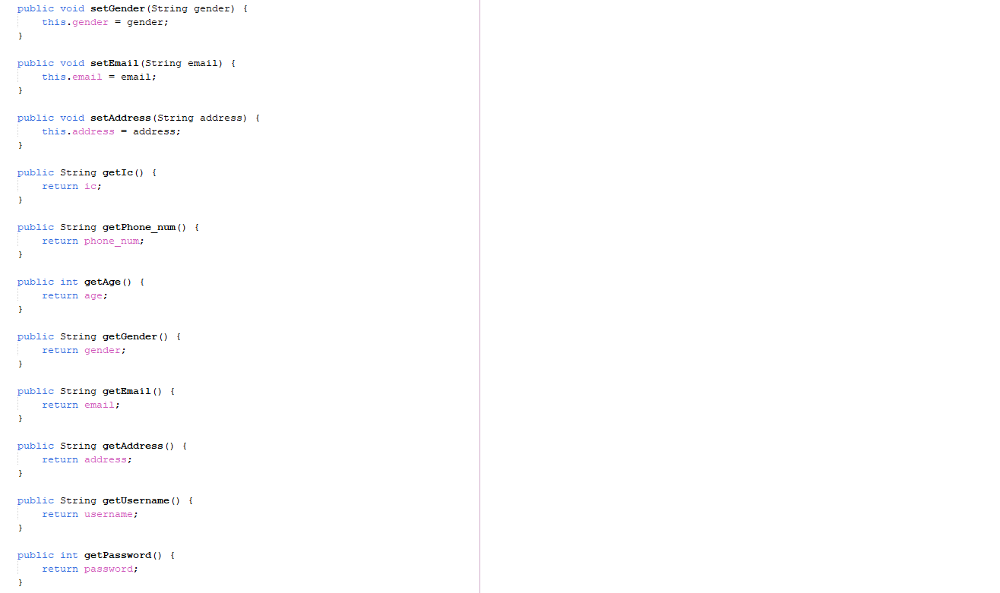 public void setGender(String gender) {
    this.gender = gender;
}

public void setEmail(String email) {
    this.email = email;
}

public void setAddress(String address) {
    this.address = address;
}

public String getIc() {
    return ic;
}

public String getPhone_num() {
    return phone_num;
}

public int getAge() {
    return age;
}

public String getGender() {
    return gender;
}

public String getEmail() {
    return email;
}

public String getAddress() {
    return address;
}

public String getUsername() {
    return username;
}

public int getPassword() {
    return password;
}